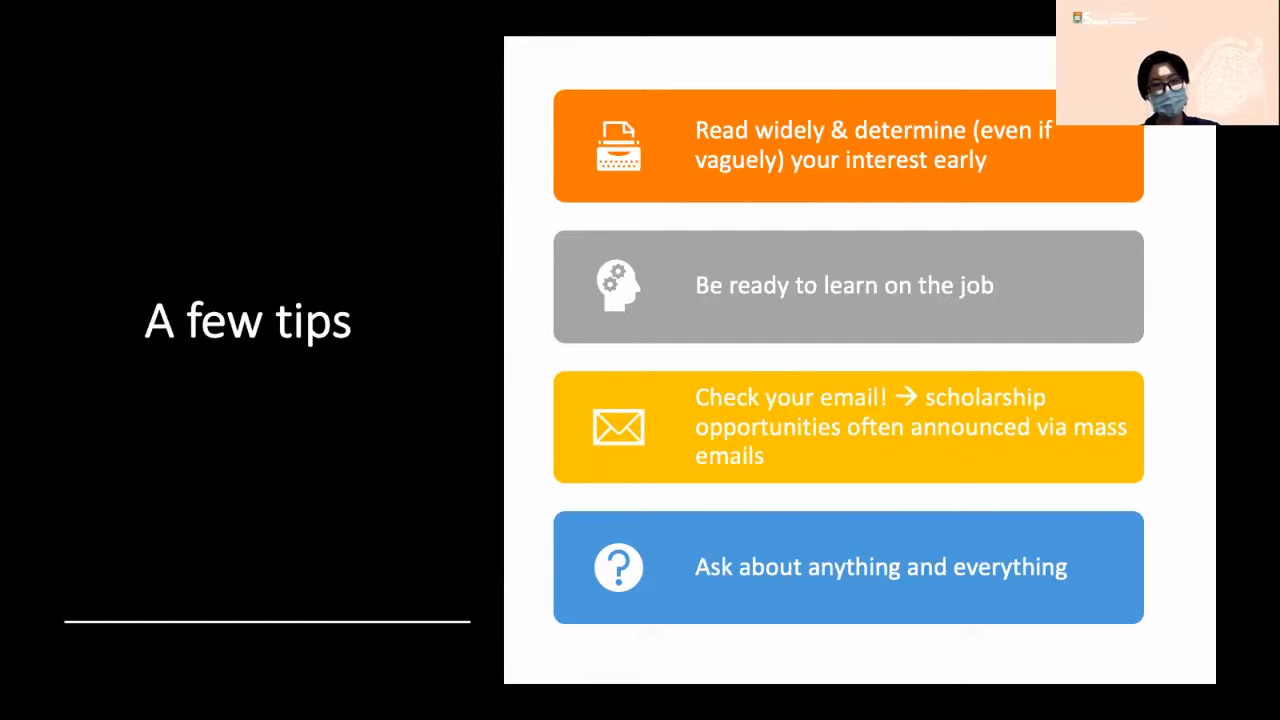 A few tips
Read widely & determine (even if
vaguely) your interest early
Be ready to learn on the job
Check your email! → scholarship
opportunities often announced via mass
emails
Ask about anything and everything